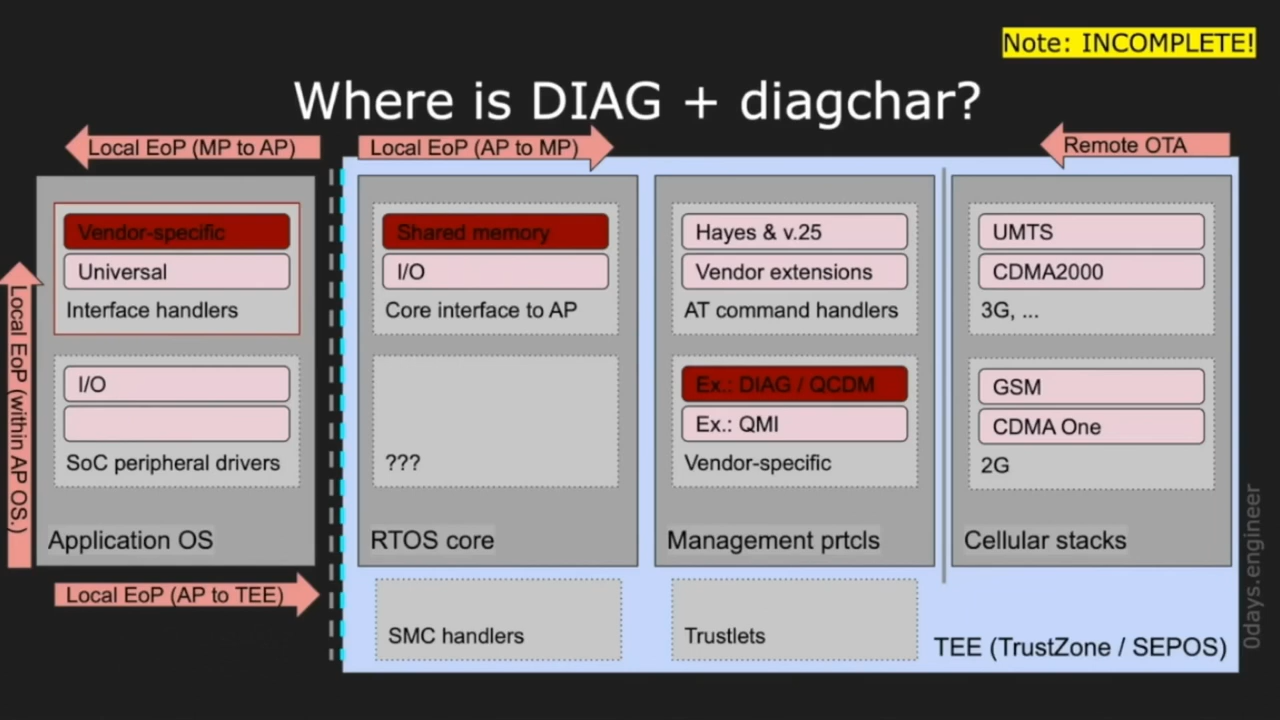 Note: INCOMPLETE!
Where is DIAG + diagchar?
Local EoP (MP to AP)
Local EoP (AP to MP)
Remote OTA
Local EoP (within AP OS.)
Vendor-specific
Universal
Interface handlers
I/O
SoC peripheral drivers
Application OS
Local EoP (AP to TEE)
Shared memory
I/O
Core interface to AP
???
RTOS core
Hayes & v.25
Vendor extensions
AT command handlers
Ex.: DIAG / QCDM
Ex.: QMI
Vendor-specific
Management prtcls
UMTS
CDMA2000
3G, ...
GSM
CDMA One
2G
Cellular stacks
SMC handlers
Trustlets
TEE (TrustZone / SEPOS)
0days.engineer